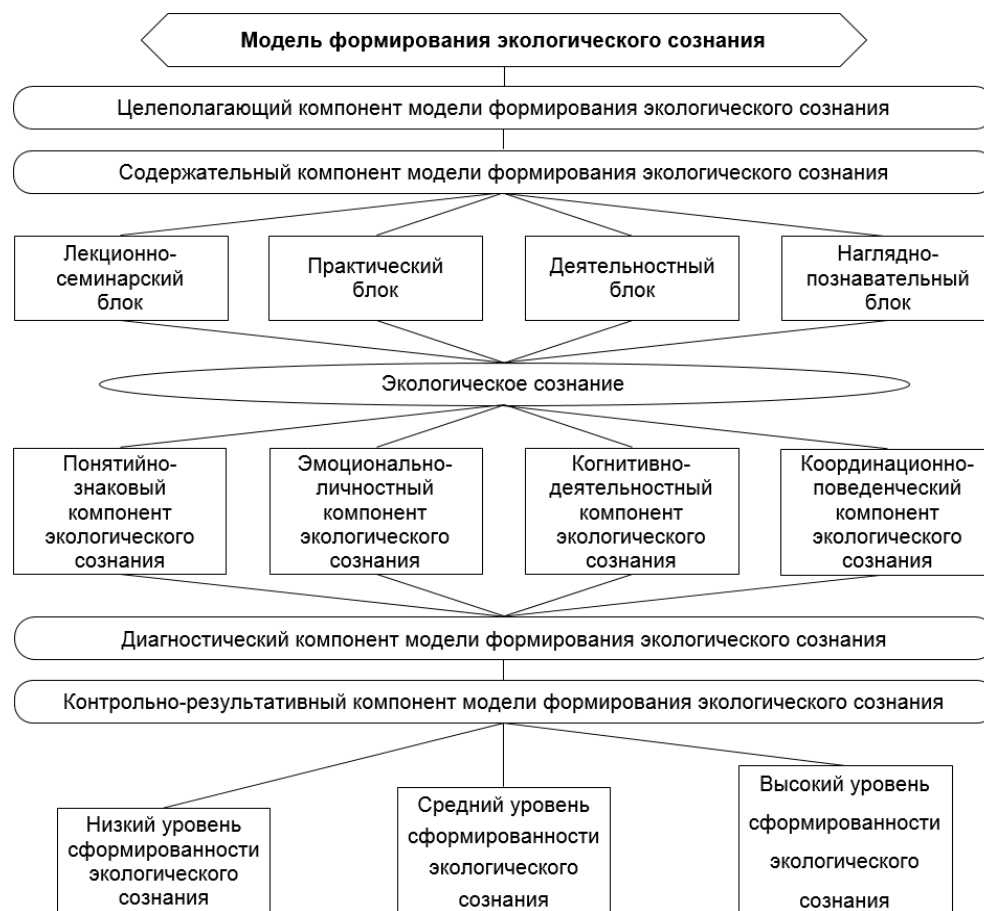 Модель формирования экологического сознания
Целеполагающий компонент модели формирования экологического сознания
Содержательный компонент модели формирования экологического сознания
Лекционно-
семинарский
блок
Практический
блок
Деятельностный
блок
Наглядно-
познавательный
блок
Экологическое сознание
Понятийно-
знаковый
компонент
экологического
сознания
Эмоционально-
личностный
компонент
экологического
сознания
Когнитивно-
деятельностный
компонент
экологического
сознания
Координационно-
поведенческий
компонент
экологического
сознания
Диагностический компонент модели формирования экологического сознания
Контрольно-результативный компонент модели формирования экологического сознания
Низкий уровень
сформированности
экологического
сознания
Средний уровень
сформированности
экологического
сознания
Высокий уровень
сформированности
экологического
сознания